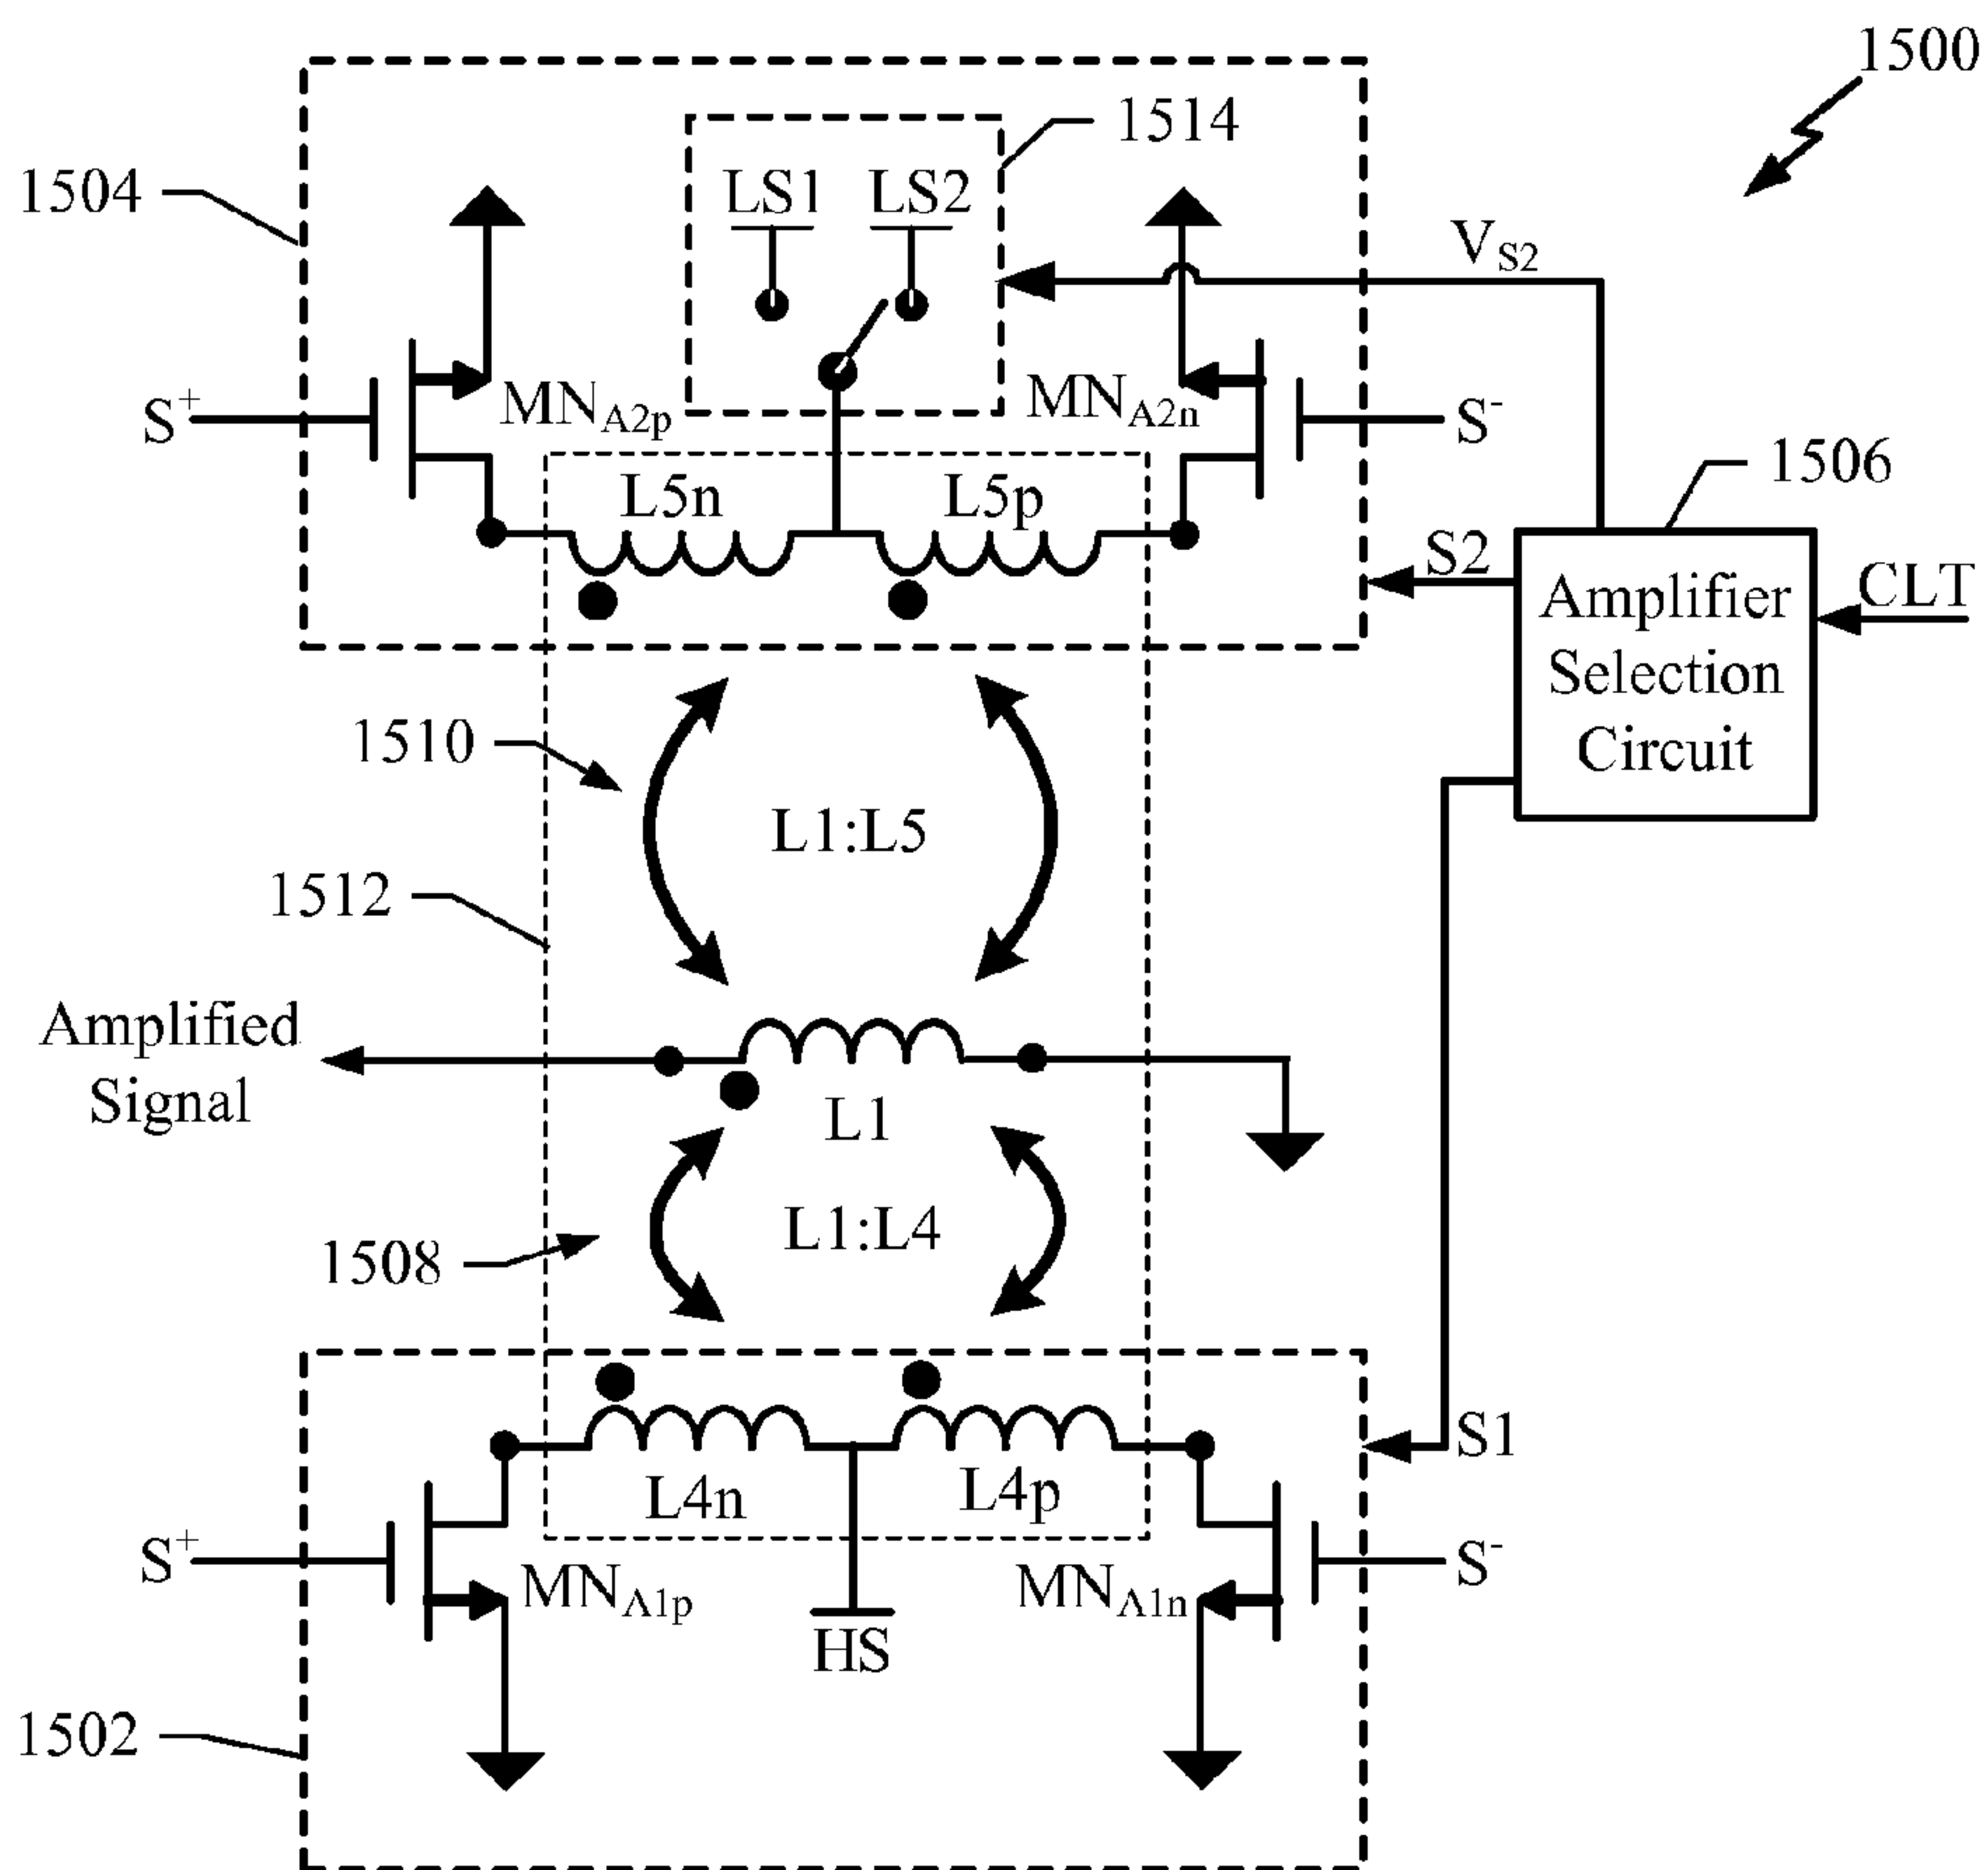 1500
1514
1504
LS1 LS2
V_S2
S+
MN_A2p
MN_A2n
S-
1506
L5n
L5p
S2
CLT
Amplifier
Selection
Circuit
1510
L1:L5
1512
Amplified
Signal
L1
L1:L4
1508
S1
L4n
L4p
S+
MN_A1p
MN_A1n
S-
HS
1502